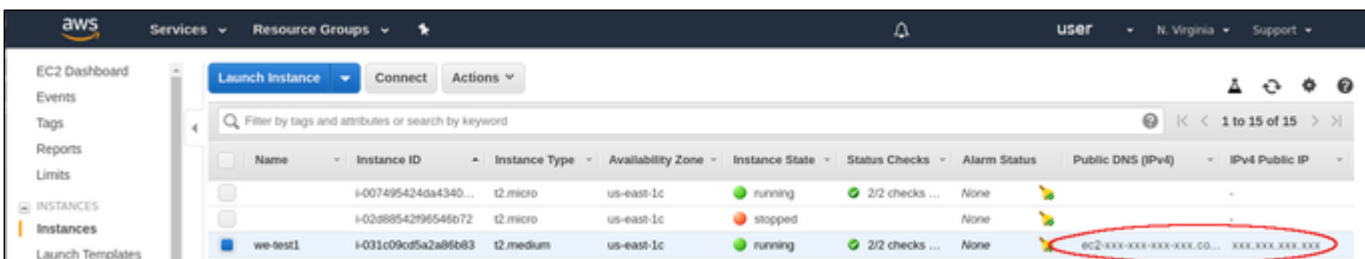 aws Services Resource Groups user N. Virginia Support
EC2 Dashboard
Events
Tags
Reports
Limits
INSTANCES
Instances
Launch Templates
Launch Instance Connect Actions
Filter by tags and attributes or search by keyword 1 to 15 of 15
Name Instance ID Instance Type Availability Zone Instance State Status Checks Alarm Status Public DNS (IPv4) IPv4 Public IP
i-007495424da4340... t2.micro us-east-1c running 2/2 checks ... None -
i-02d88542f96546b72 t2.micro us-east-1c stopped None -
we-test1 i-031c09cd5a2a86b83 t2.medium us-east-1c running 2/2 checks ... None ec2-xxx-xxx-xxx-xxx.co... xxx.xxx.xxx.xxx